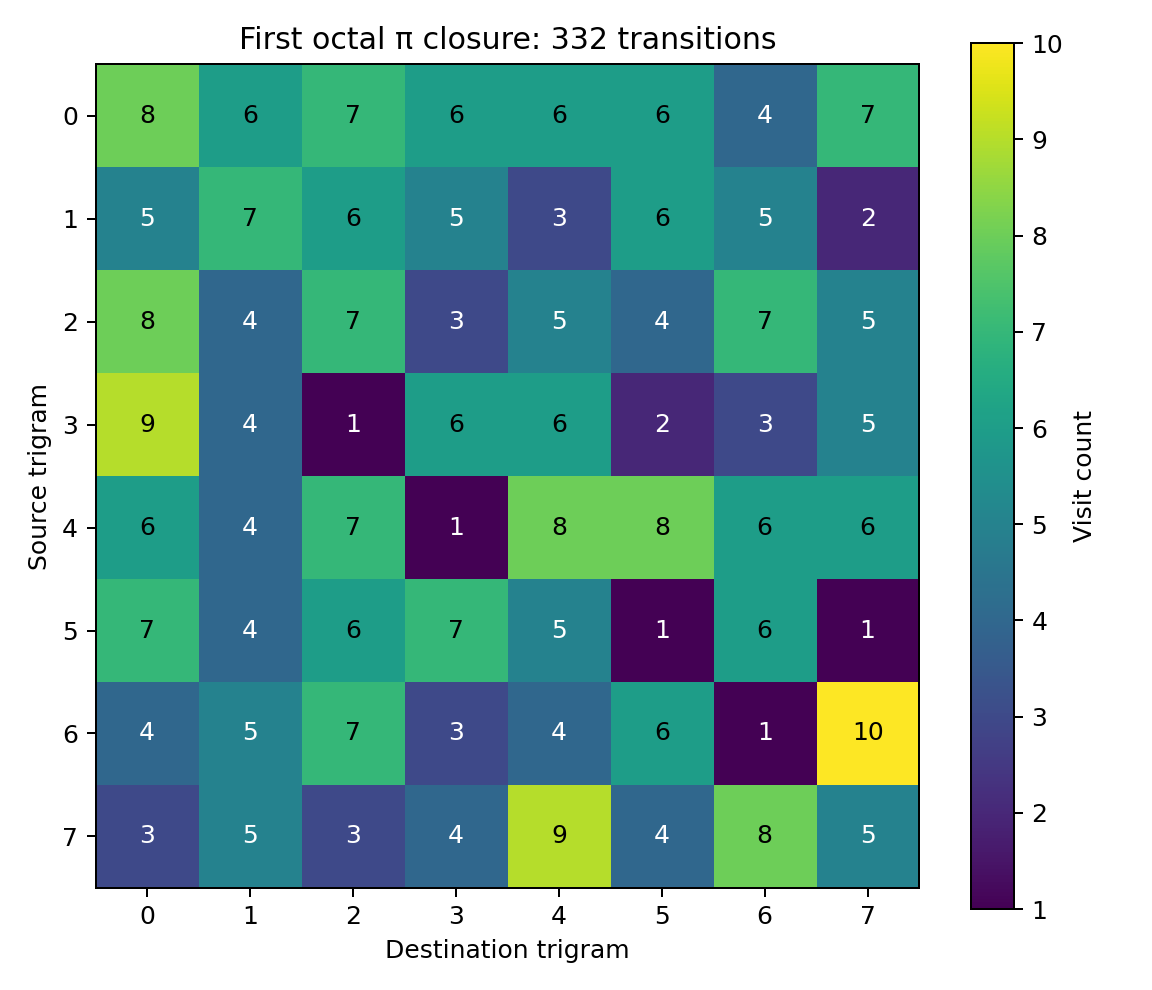 First octal π closure: 332 transitions
0 8 6 7 6 6 6 4 7
1 5 7 6 5 3 6 5 2
2 8 4 7 3 5 4 7 5
3 9 4 1 6 6 2 3 5
4 6 4 7 1 8 8 6 6
5 7 4 6 7 5 1 6 1
6 4 5 7 3 4 6 1 10
7 3 5 3 4 9 4 8 5
0 1 2 3 4 5 6 7
Destination trigram
Source trigram
10
9
8
7
6
5
4
3
2
1
Visit count